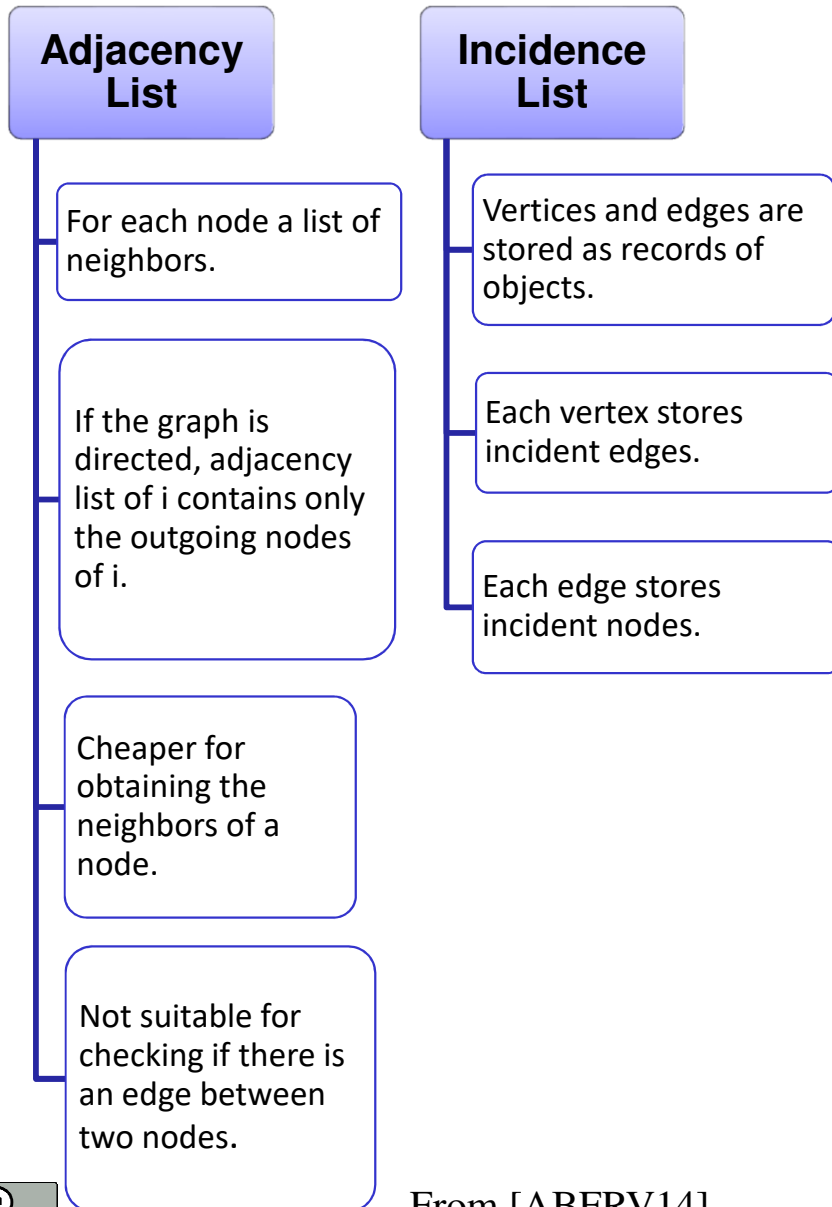 Adjacency
List
For each node a list of
neighbors.
If the graph is
directed, adjacency
list of i contains only
the outgoing nodes
of i.
Cheaper for
obtaining the
neighbors of a
node.
Not suitable for
checking if there is
an edge between
two nodes.
Incidence
List
Vertices and edges are
stored as records of
objects.
Each vertex stores
incident edges.
Each edge stores
incident nodes.
From